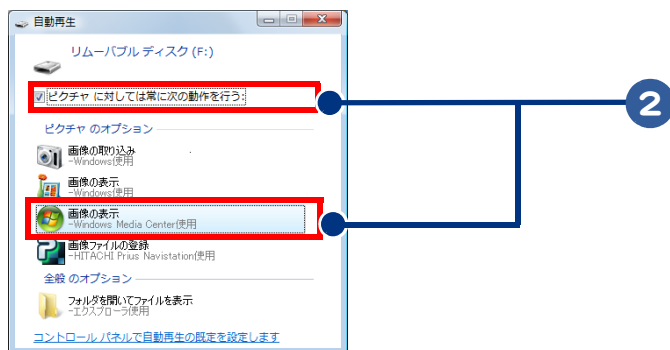 自動再生
リムーバブル ディスク (F:)
ピクチャ に対しては常に次の動作を行う:
2
ピクチャ のオプション
画像の取り込み
-Windows使用
画像の表示
-Windows使用
画像の表示
-Windows Media Center使用
画像ファイルの登録
-HITACHI Prius Navistation使用
全般 のオプション
フォルダを開いてファイルを表示
-エクスプローラ使用
コントロール パネルで自動再生の既定を設定します